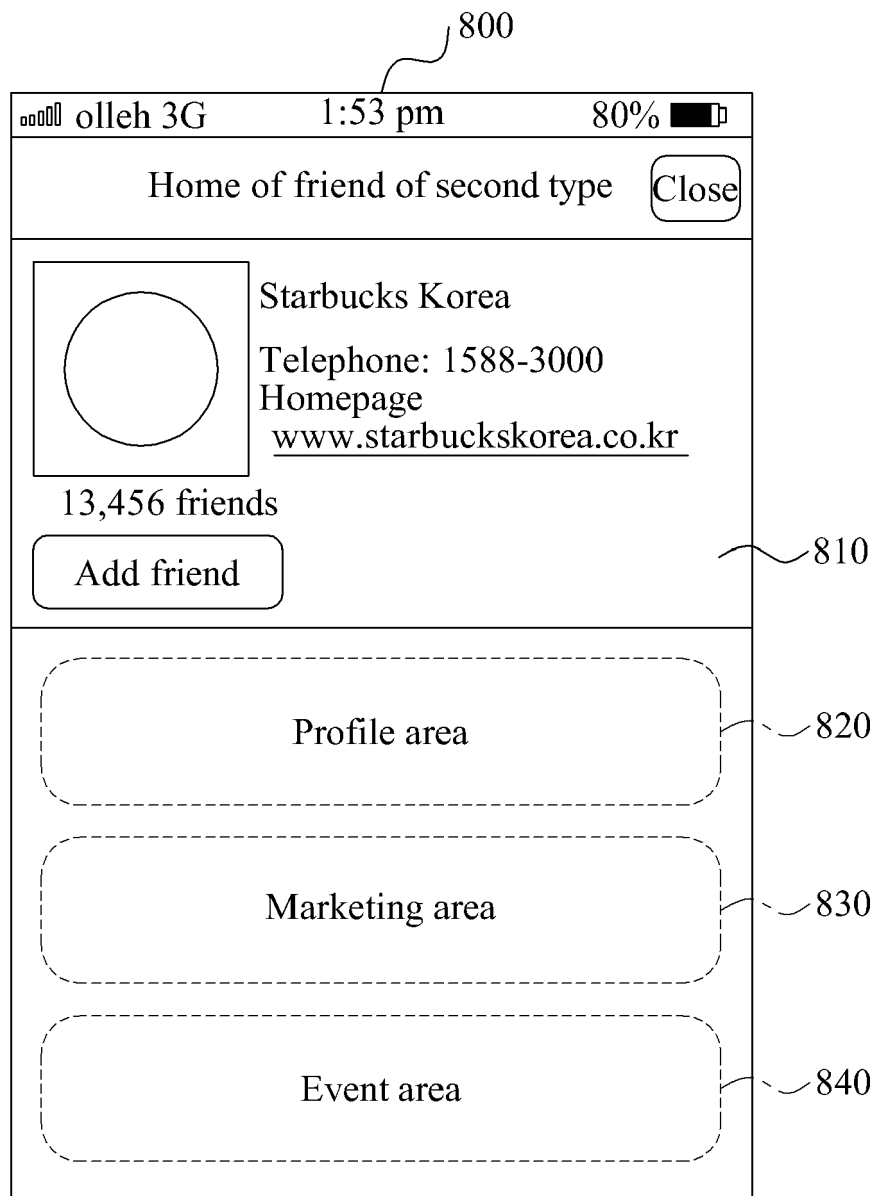 800
olleh 3G 1:53 pm 80%
Home of friend of second type Close
Starbucks Korea
Telephone: 1588-3000
Homepage
www.starbuckskorea.co.kr
13,456 friends
Add friend
810
Profile area
820
Marketing area
830
Event area
840